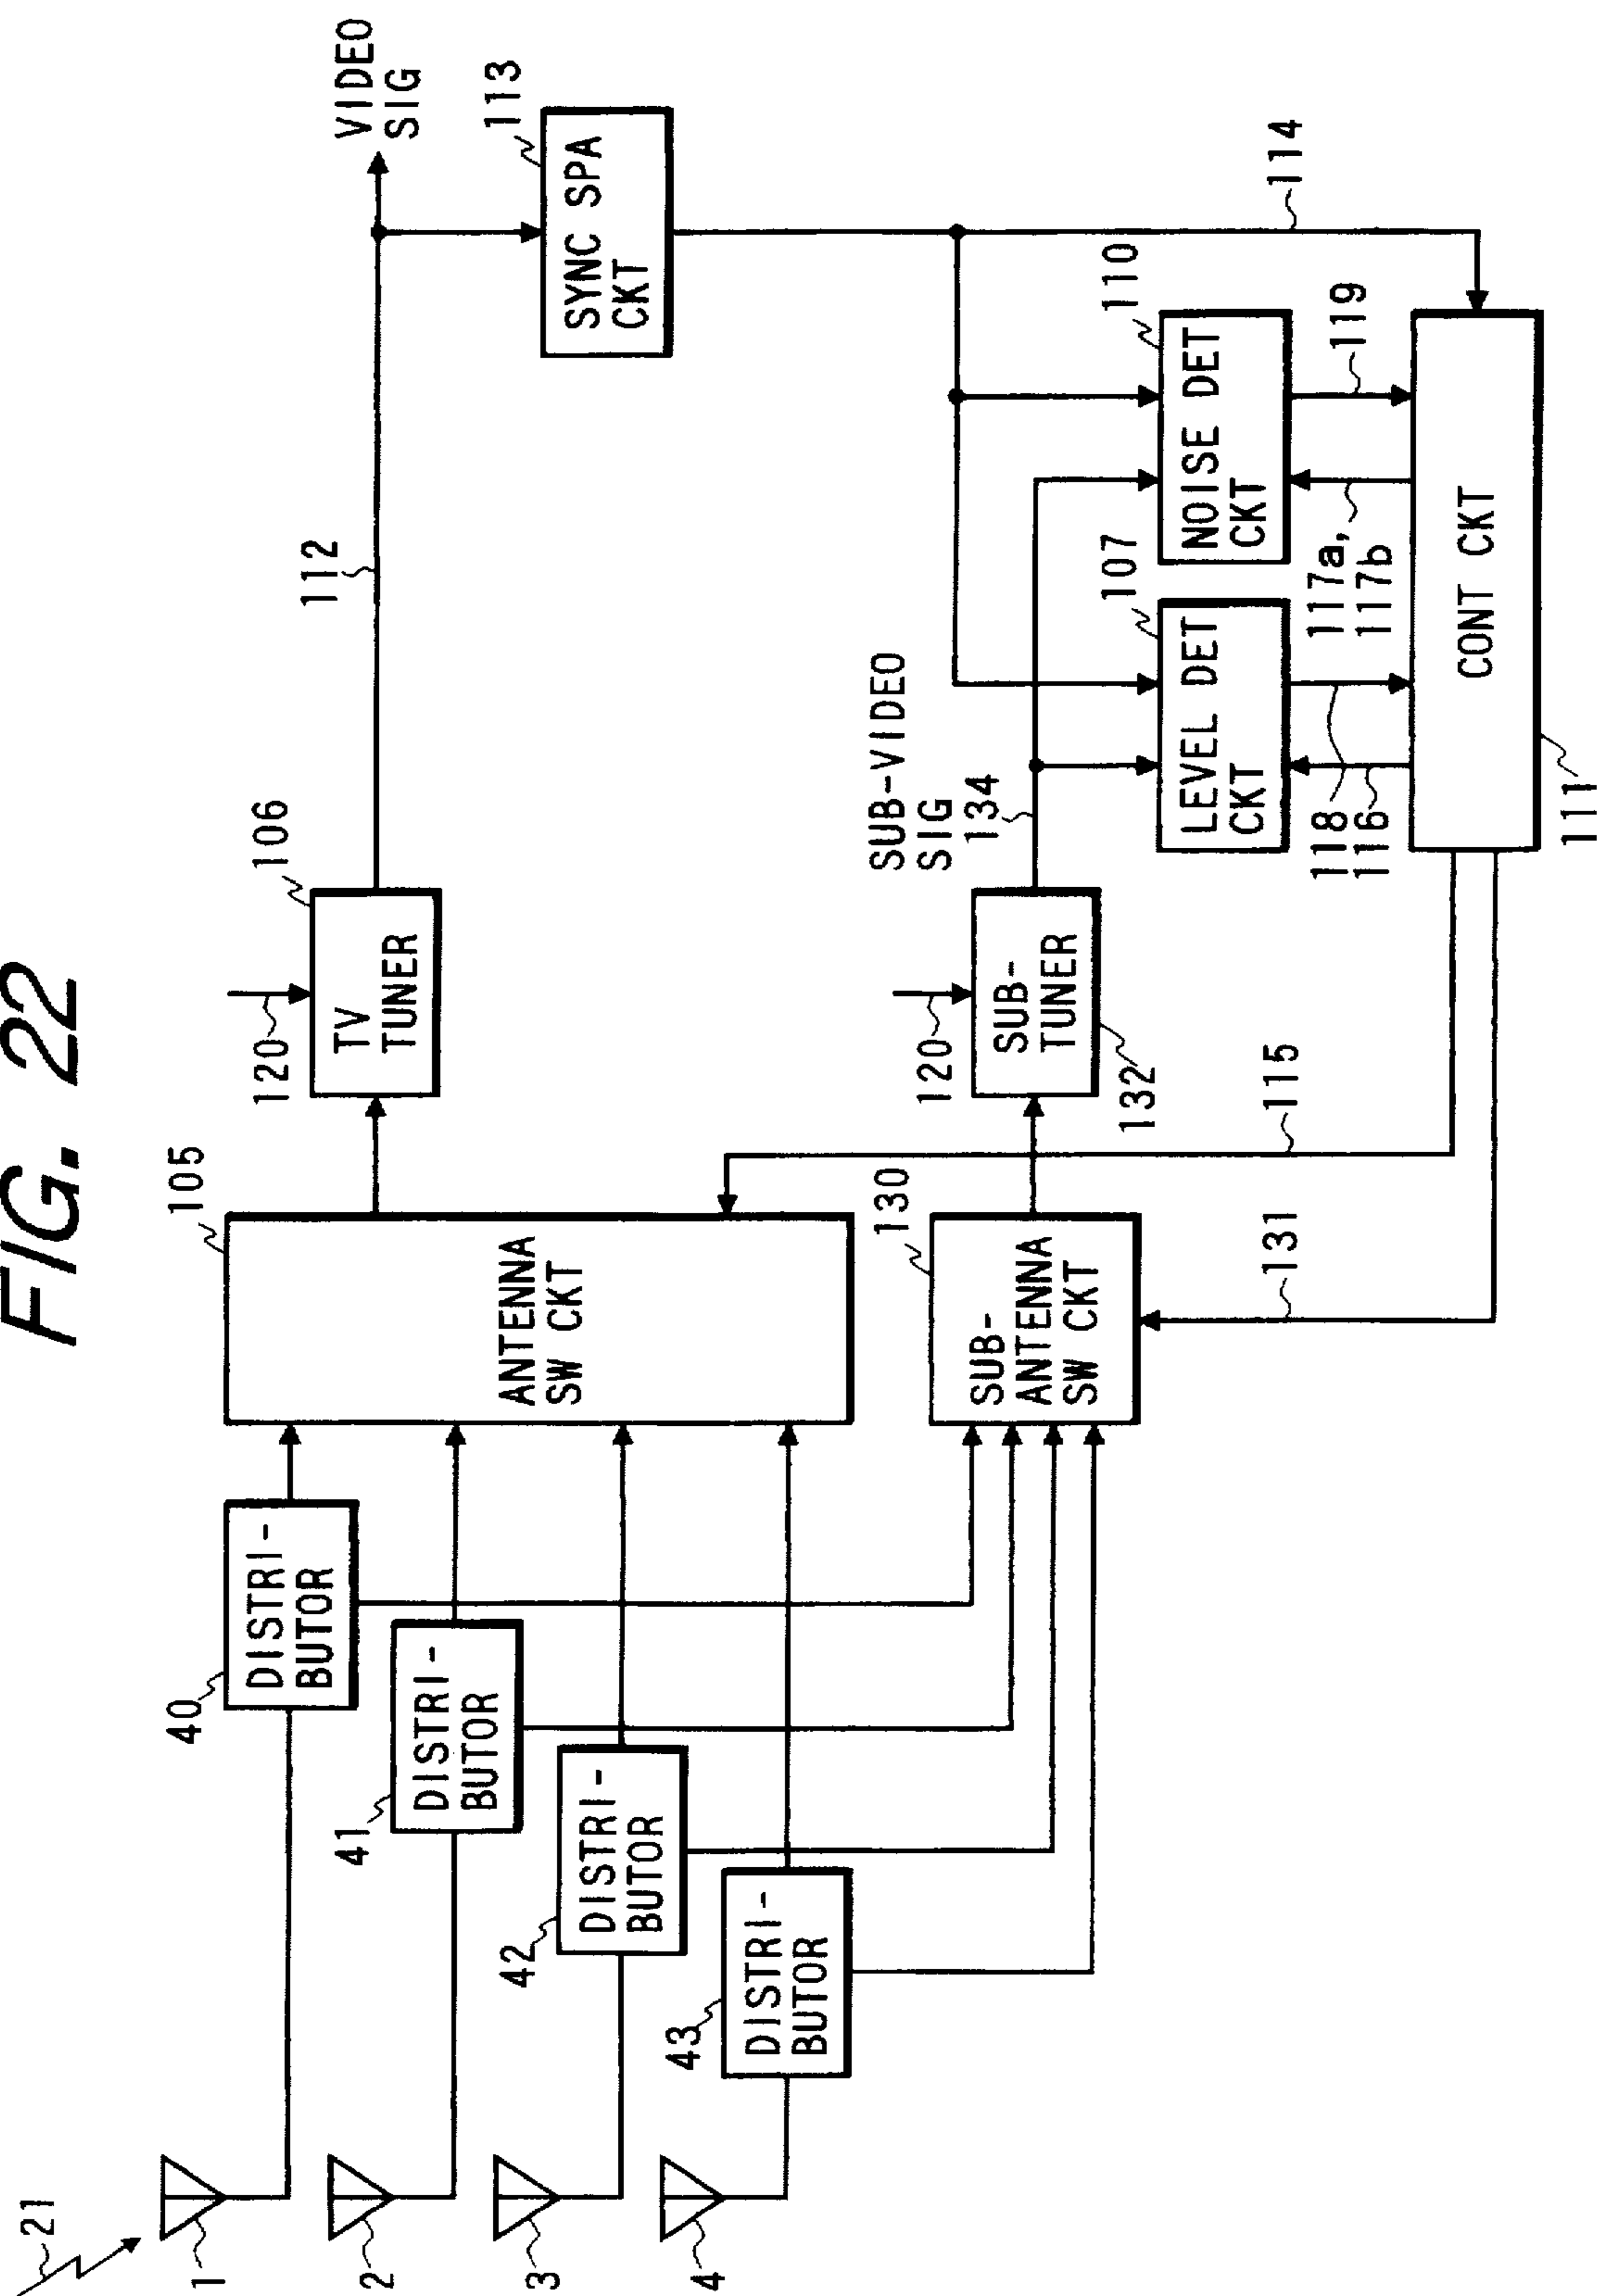 FIG. 22
21
1
2
3
4
40
DISTRI-
BUTOR
41
DISTRI-
BUTOR
42
DISTRI-
BUTOR
43
DISTRI-
BUTOR
105
ANTENNA
SW CKT
130
SUB-
ANTENNA
SW CKT
131
115
120
TV
TUNER
106
120
SUB-
TUNER
132
112
VIDEO
SIG
SUB-VIDEO
SIG
134
113
SYNC SPA
CKT
114
107
LEVEL DET
CKT
110
NOISE DET
CKT
118
116
117a,
117b
119
CONT CKT
111